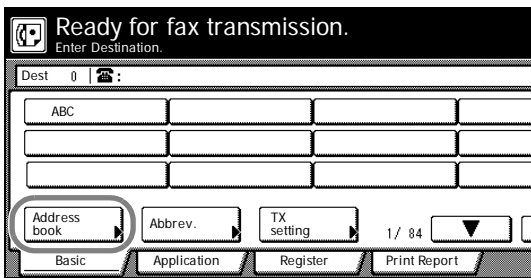 Ready for fax transmission.
Enter Destination.
Dest 0 ☎:
ABC
Address book
Abbrev.
TX setting
1/ 84
Basic Application Register Print Report